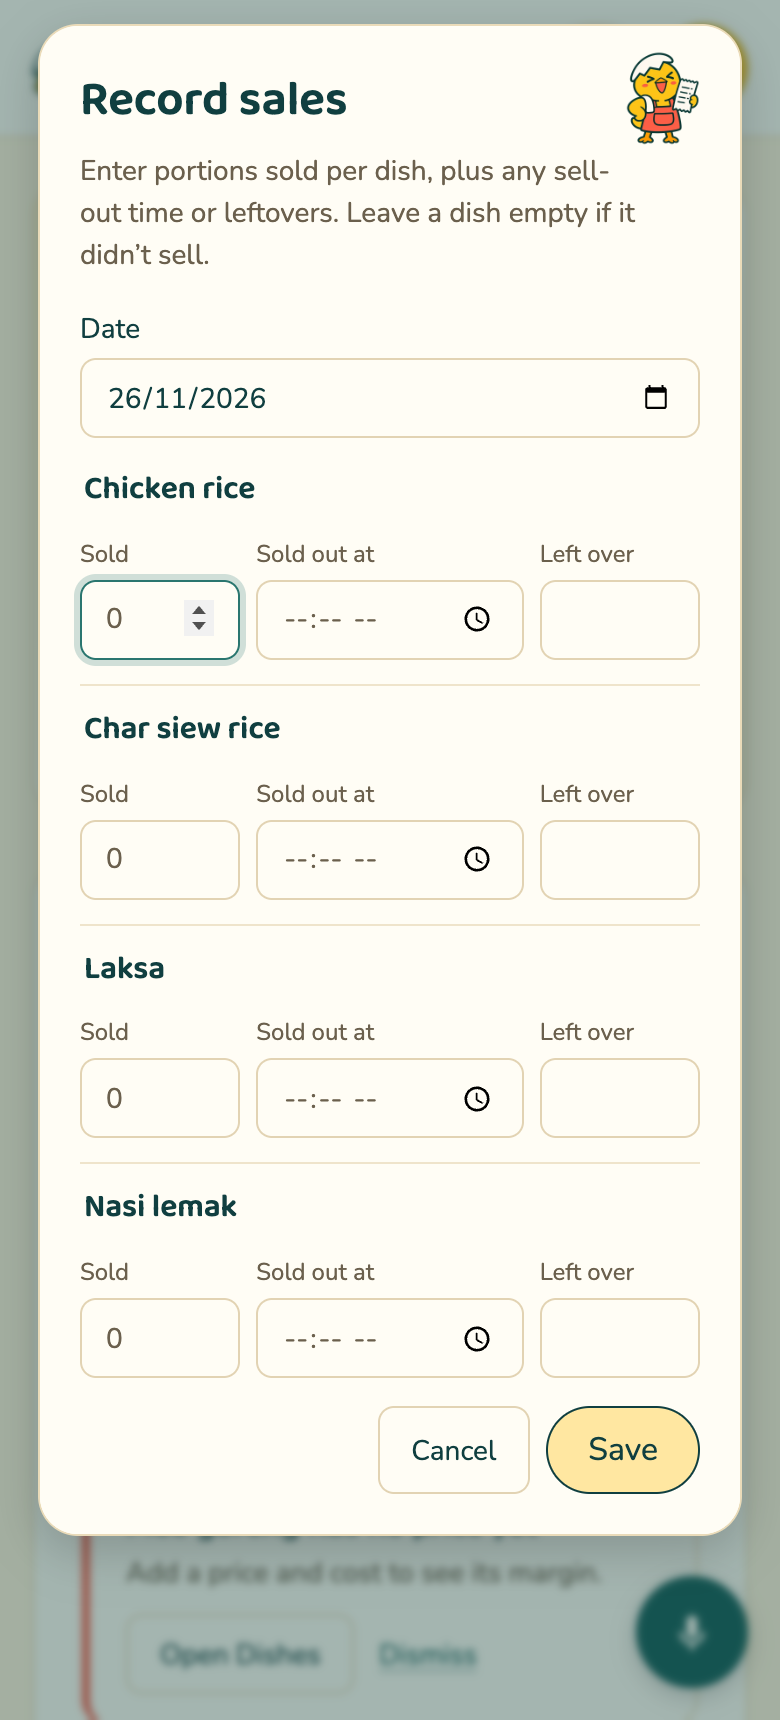 Record sales
Enter portions sold per dish, plus any sell-
out time or leftovers. Leave a dish empty if it
didn’t sell.
Date
26/11/2026
Chicken rice
Sold Sold out at Left over
0 --:-- --
Char siew rice
Sold Sold out at Left over
0 --:-- --
Laksa
Sold Sold out at Left over
0 --:-- --
Nasi lemak
Sold Sold out at Left over
0 --:-- --
Cancel Save
Add a price and cost to see its margin.
Open Dishes Dismiss